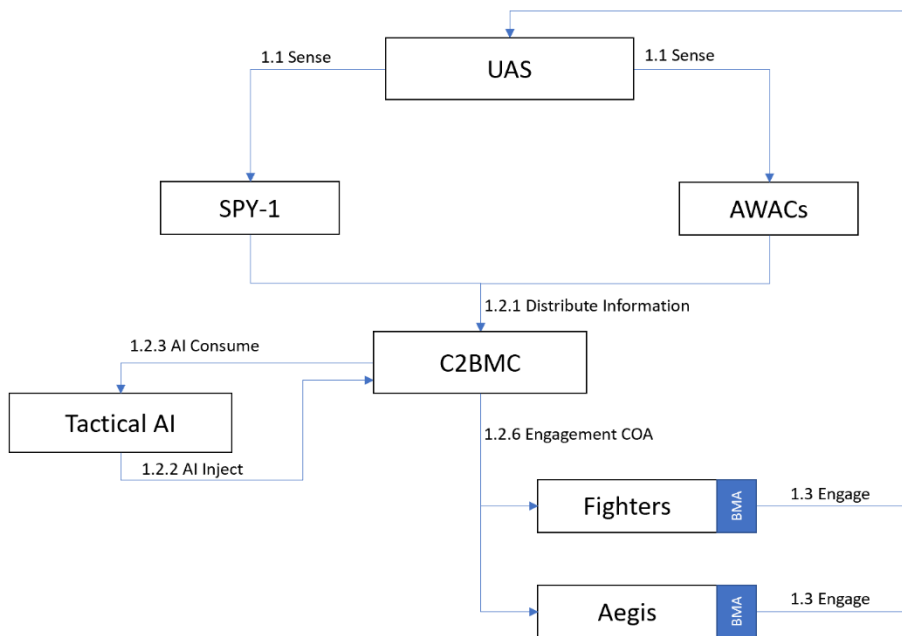 UAS
1.1 Sense
1.1 Sense
SPY-1
AWACs
1.2.1 Distribute Information
1.2.3 AI Consume
C2BMC
Tactical AI
1.2.2 AI Inject
1.2.6 Engagement COA
Fighters
BMA
1.3 Engage
Aegis
BMA
1.3 Engage